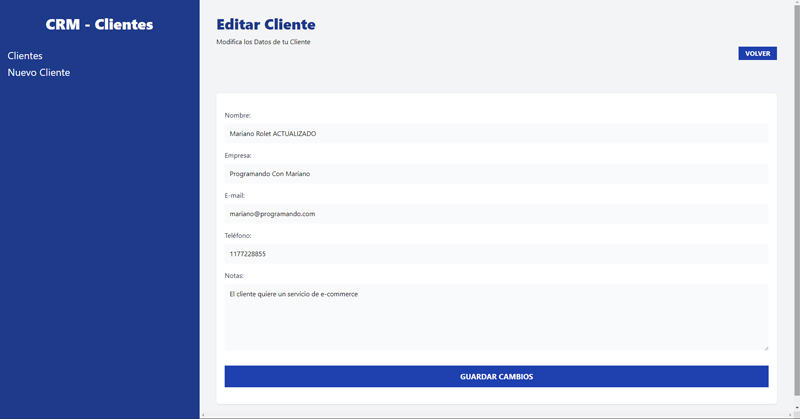 CRM - Clientes
Clientes
Nuevo Cliente
Editar Cliente
Modifica los Datos de tu Cliente
VOLVER
Nombre:
Mariano Rolet ACTUALIZADO
Empresa:
Programando Con Mariano
E-mail:
mariano@programando.com
Teléfono:
1177228855
Notas:
El cliente quiere un servicio de e-commerce
GUARDAR CAMBIOS